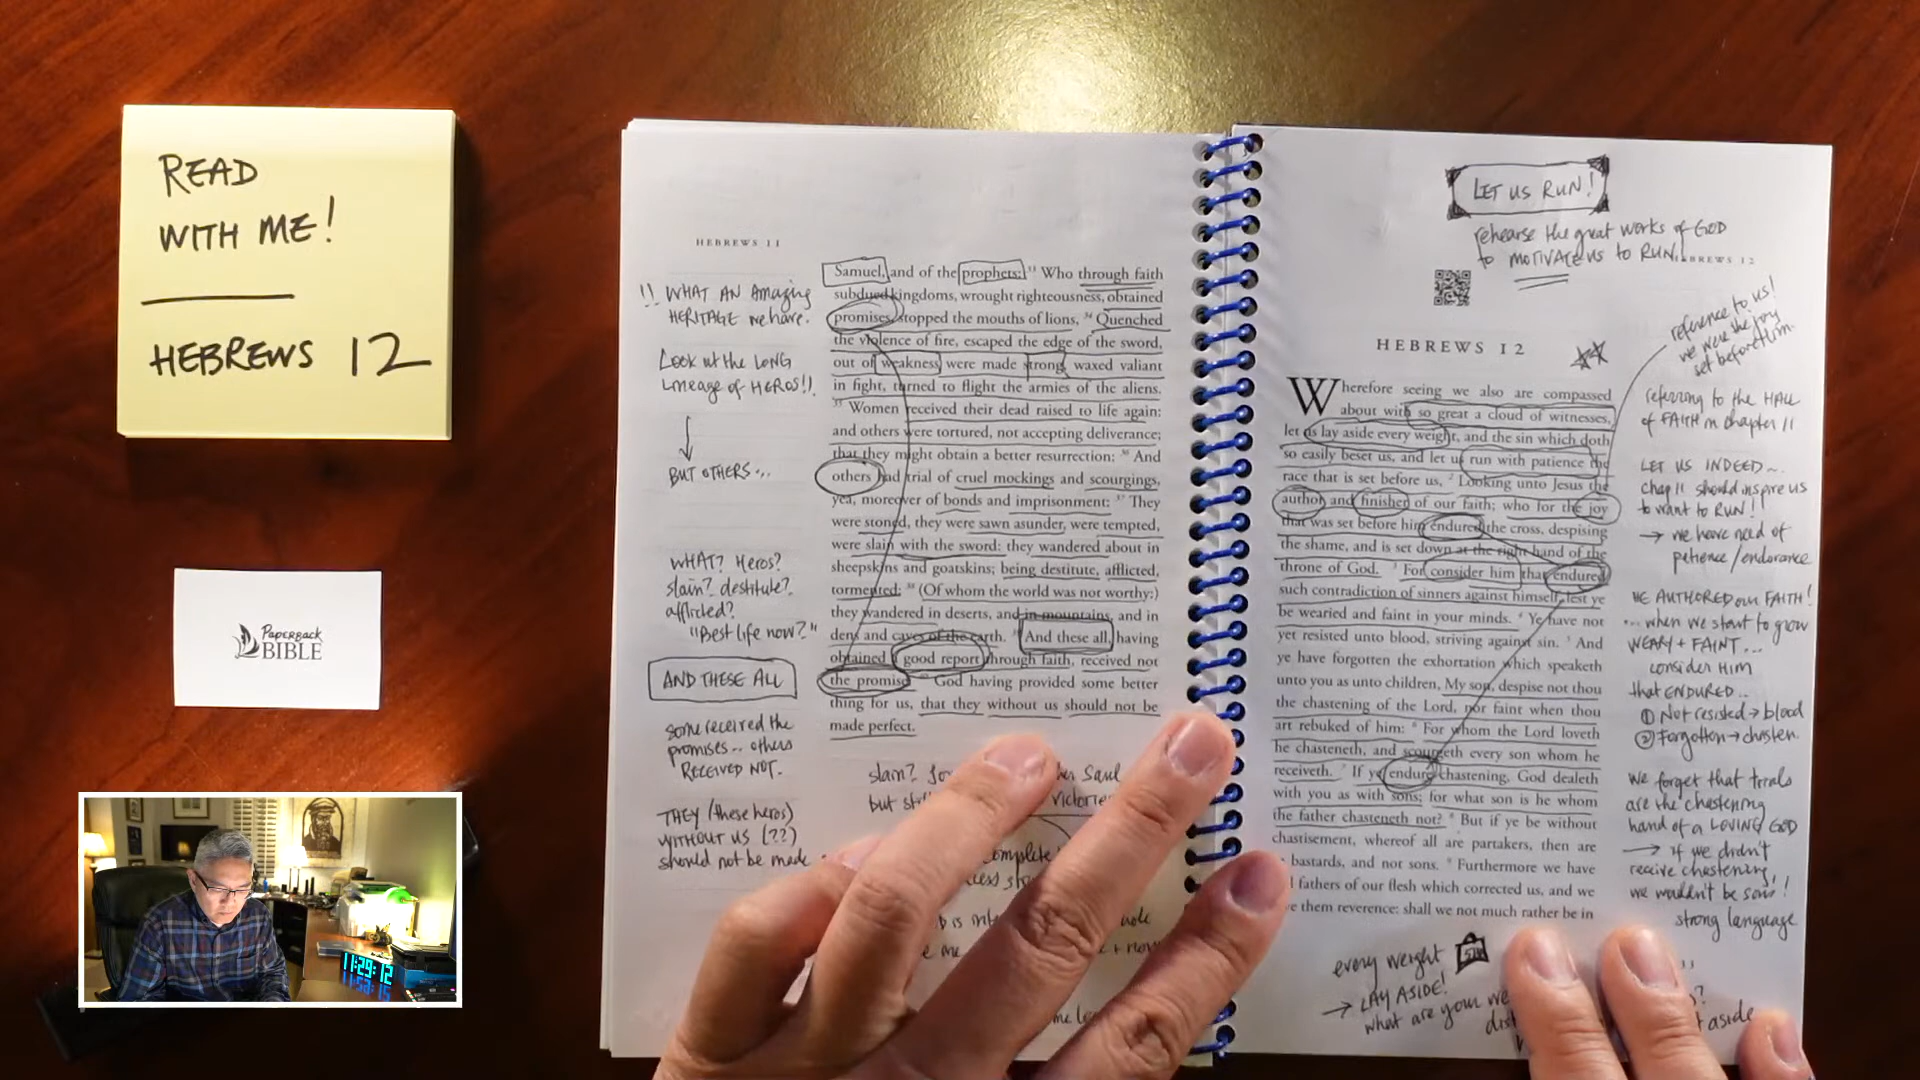 READ
WITH ME!
HEBREWS 12
Paperback
BIBLE
11:29:12
HEBREWS 11
!! WHAT AN Amazing
HERITAGE we have.
Look at the LONG
Lineage of HEROS!!
BUT OTHERS...
WHAT? Heros?
slain? destitute?
afflicted?
"Best life now?"
AND THESE ALL
some received the
promises.. others
RECEIVED NOT.
THEY (these heros)
WITHOUT US (??)
should not be made
Samuel, and of the prophets: 33 Who through faith
subdued kingdoms, wrought righteousness, obtained
promises, stopped the mouths of lions, 34 Quenched
the violence of fire, escaped the edge of the sword,
out of weakness were made strong, waxed valiant
in fight, turned to flight the armies of the aliens.
35 Women received their dead raised to life again:
and others were tortured, not accepting deliverance;
that they might obtain a better resurrection: 36 And
others had trial of cruel mockings and scourgings,
yea, moreover of bonds and imprisonment: 37 They
were stoned, they were sawn asunder, were tempted,
were slain with the sword: they wandered about in
sheepskins and goatskins; being destitute, afflicted,
tormented; 38 (Of whom the world was not worthy:)
they wandered in deserts, and in mountains, and in
dens and caves of the earth. 39 And these all, having
obtained a good report through faith, received not
the promise: 40 God having provided some better
thing for us, that they without us should not be
made perfect.
slain? Saul
but victories
complete
LET US RUN!
rehearse the great works of GOD
to MOTIVATE us to RUN.
HEBREWS 12
HEBREWS 12
Wherefore seeing we also are compassed
about with so great a cloud of witnesses,
let us lay aside every weight, and the sin which doth
so easily beset us, and let us run with patience the
race that is set before us, 2 Looking unto Jesus the
author and finisher of our faith; who for the joy
that was set before him endured the cross, despising
the shame, and is set down at the right hand of the
throne of God. 3 For consider him that endured
such contradiction of sinners against himself, lest ye
be wearied and faint in your minds. 4 Ye have not
yet resisted unto blood, striving against sin. 5 And
ye have forgotten the exhortation which speaketh
unto you as unto children, My son, despise not thou
the chastening of the Lord, nor faint when thou
art rebuked of him: 6 For whom the Lord loveth
he chasteneth, and scourgeth every son whom he
receiveth. 7 If ye endure chastening, God dealeth
with you as with sons; for what son is he whom
the father chasteneth not? 8 But if ye be without
chastisement, whereof all are partakers, then are
bastards, and not sons. 9 Furthermore we have
fathers of our flesh which corrected us, and we
them reverence: shall we not much rather be in
every weight
→ LAY ASIDE!
what are your
aside
reference to us!
we were the joy
set before Him.
referring to the HALL
of FAITH in chapter 11
LET US INDEED~
chap 11 should inspire us
to want to RUN!!
→ we have need of
patience/endurance
HE AUTHORED our FAITH!
... when we start to grow
WEARY + FAINT...
consider HIM
that ENDURED..
① Not resisted → blood
② Forgotten → chasten.
we forget that trials
are the chastening
hand of a LOVING GOD
→ if we didn't
receive chastening,
we wouldn't be sons!
strong language